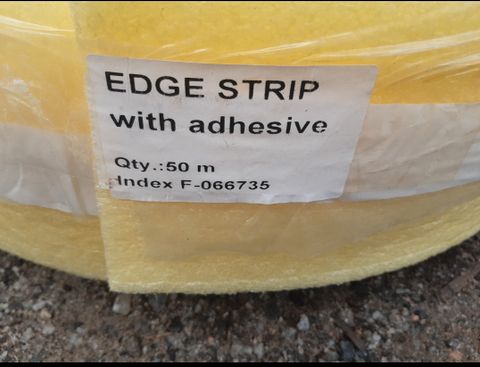 EDGE STRIP
with adhesive
Qty.:50 m
Index F-066735